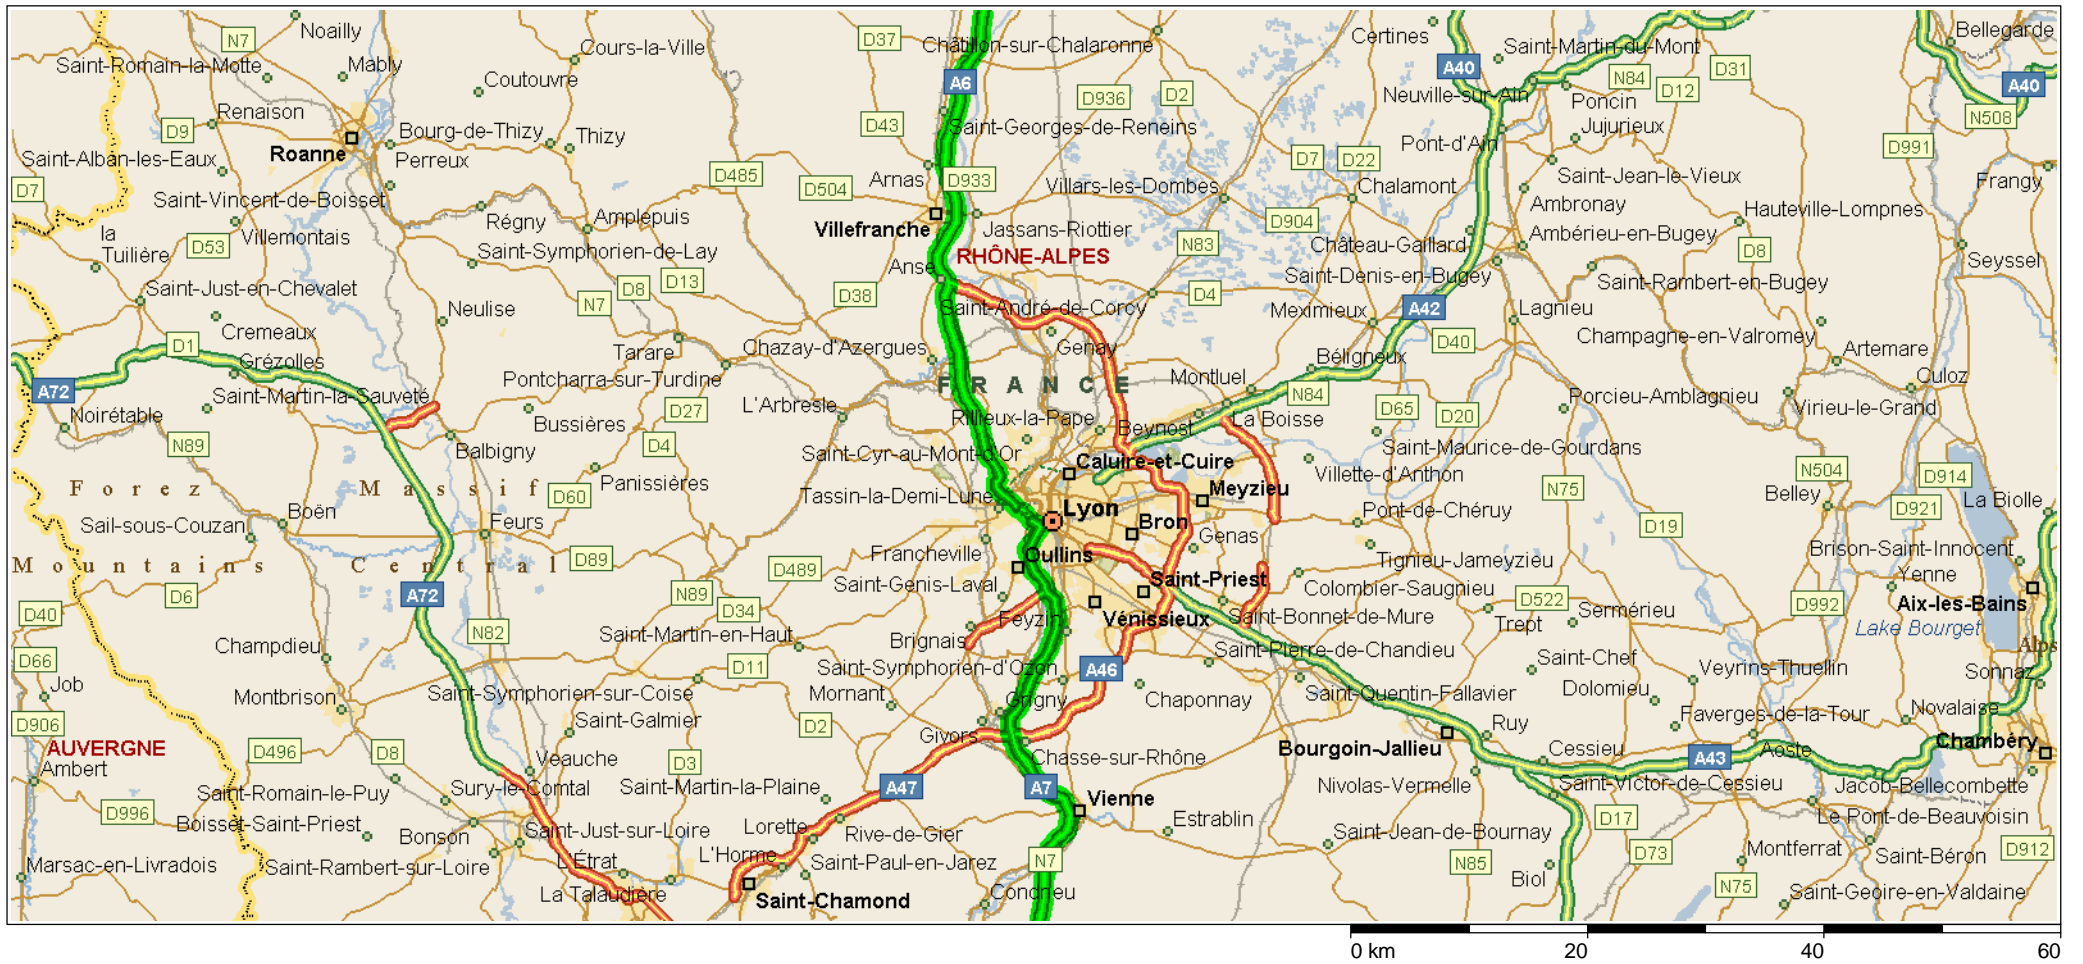 Noailly
N7
Cours-la-Ville
D37
Châtillon-sur-Chalaronne
Certines
Saint-Martin-du-Mont
Bellegarde
Saint-Romain-la-Motte
Mably
Coutouvre
A6
A40
N84
D31
A40
Renaison
D936
D2
Neuville-sur-Ain
D12
Poncin
N508
D9
Bourg-de-Thizy
Thizy
D43
Saint-Georges-de-Reneins
Jujurieux
Roanne
Perreux
Pont-d'Ain
D991
Saint-Alban-les-Eaux
D7
D22
D7
D485
D504
Arnas
D933
Villars-les-Dombes
Chalamont
Saint-Jean-le-Vieux
Frangy
Saint-Vincent-de-Boisset
Régny
Amplepuis
Ambronay
Hauteville-Lompnes
la
Tuilière
D53
Villemontais
Villefranche
Jassans-Riottier
D904
Ambérieu-en-Bugey
Saint-Symphorien-de-Lay
N83
Château-Gaillard
D8
RHÔNE-ALPES
Anse
Seyssel
Saint-Just-en-Chevalet
D8
D13
D38
D4
Saint-Denis-en-Bugey
Saint-Rambert-en-Bugey
Neulise
N7
Saint-André-de-Corcy
Meximieux
A42
Lagnieu
Cremeaux
D1
Grézolles
Tarare
Chazay-d'Azergues
Genay
D40
Champagne-en-Valromey
Béligneux
Artemare
A72
Pontcharra-sur-Turdine
FRANCE
Montluel
Culoz
Saint-Martin-la-Sauveté
N84
Noirétable
Bussières
D27
L'Arbresle
Rillieux-la-Pape
La Boisse
D65
D20
Porcieu-Amblagnieu
Virieu-le-Grand
N89
Balbigny
D4
Beynost
Saint-Maurice-de-Gourdans
Saint-Cyr-au-Mont-d'Or
Caluire-et-Cuire
Villette-d'Anthon
N504
D914
Forez
Massif
Panissières
D60
Tassin-la-Demi-Lune
Meyzieu
N75
Belley
La Biolle
Boën
Lyon
D921
Sail-sous-Couzan
Feurs
Bron
Pont-de-Chéruy
D19
Genas
Mountains
Central
D89
D489
Francheville
Oullins
Tignieu-Jameyzieu
Brison-Saint-Innocent
Saint-Genis-Laval
Saint-Priest
Colombier-Saugnieu
Yenne
D6
A72
N89
D34
D522
Sermérieu
D992
Aix-les-Bains
D40
Feyzin
Vénissieux
Saint-Bonnet-de-Mure
Trept
Lake Bourget
N82
Saint-Martin-en-Haut
Brignais
Champdieu
Saint-Pierre-de-Chandieu
Alps
D66
D11
Saint-Symphorien-d'Ozon
A46
Saint-Chef
Veyrins-Thuellin
Sonnaz
Job
Montbrison
Saint-Symphorien-sur-Coise
Mornant
Grigny
Chaponnay
Saint-Quentin-Fallavier
Dolomieu
D906
Saint-Galmier
D2
Ruy
Faverges-de-la-Tour
Novalaise
AUVERGNE
D496
D8
Givors
Bourgoin-Jallieu
Cessieu
Aoste
Chambéry
Ambert
Veauche
D3
Chasse-sur-Rhône
A43
Saint-Romain-le-Puy
Sury-le-Comtal
Saint-Martin-la-Plaine
A47
A7
Vienne
Nivolas-Vermelle
Saint-Victor-de-Cessieu
Jacob-Bellecombette
D996
Boisset-Saint-Priest
Bonson
Saint-Just-sur-Loire
Lorette
Rive-de-Gier
Estrablin
Saint-Jean-de-Bournay
D17
Le Pont-de-Beauvoisin
Marsac-en-Livradois
Saint-Rambert-sur-Loire
L'Étrat
L'Horme
Saint-Paul-en-Jarez
N7
N85
D73
Montferrat
Saint-Béron
D912
La Talaudière
Saint-Chamond
Condrieu
Biol
N75
Saint-Geoire-en-Valdaine
0 km
20
40
60